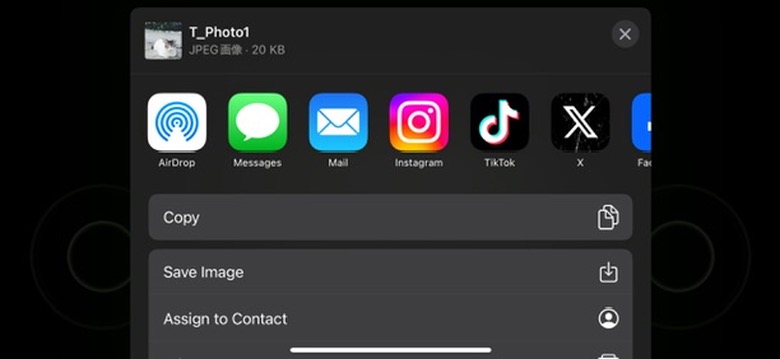 T_Photo1
JPEG画像 · 20 KB
AirDrop
Messages
Mail
Instagram
TikTok
X
Copy
Save Image
Assign to Contact